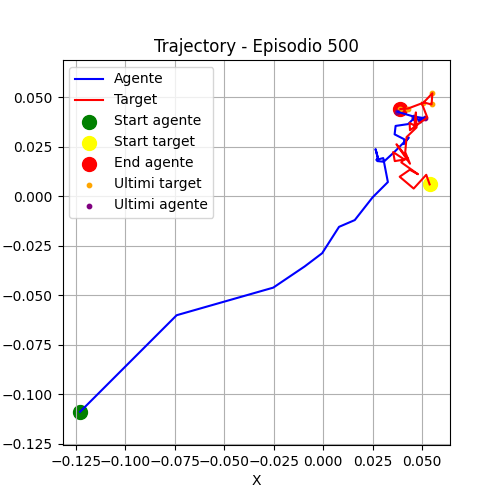 Trajectory - Episodio 500
Agente
Target
Start agente
Start target
End agente
Ultimi target
Ultimi agente
0.050
0.025
0.000
−0.025
−0.050
−0.075
−0.100
−0.125
−0.125 −0.100 −0.075 −0.050 −0.025 0.000 0.025 0.050
X